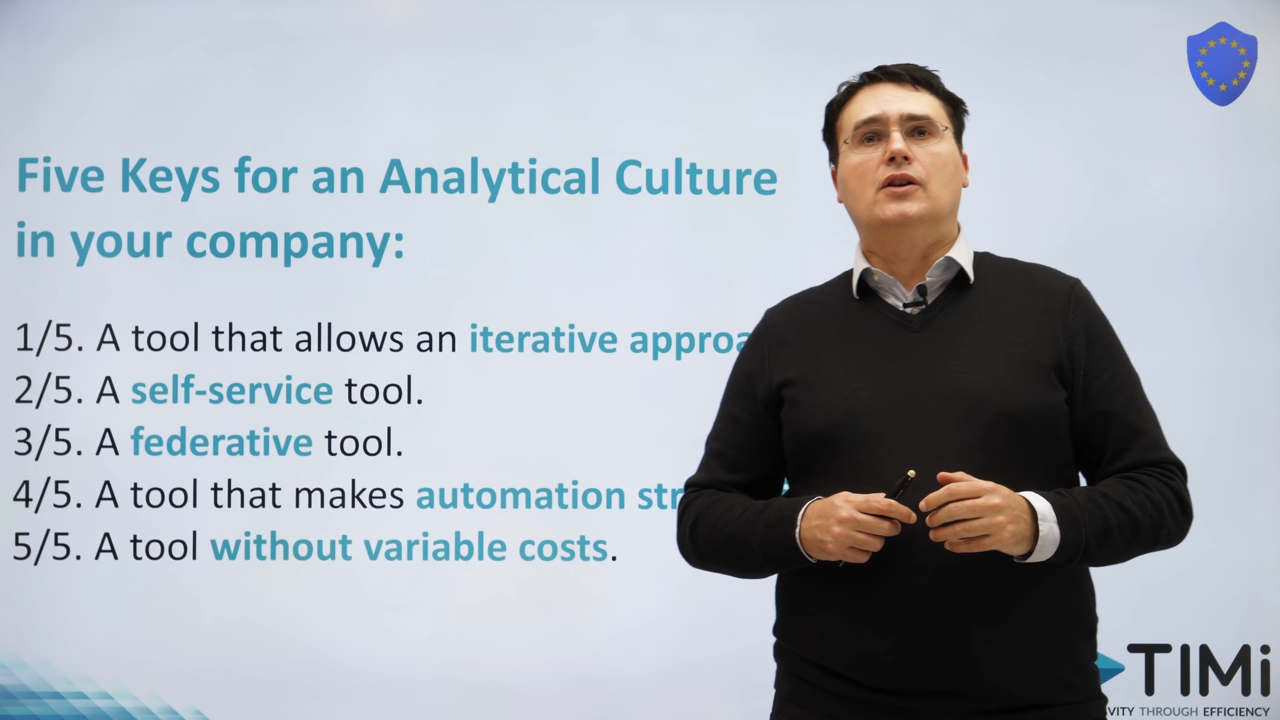 Five Keys for an Analytical Culture
in your company:
1/5. A tool that allows an iterative
2/5. A self-service tool.
3/5. A federative tool.
4/5. A tool that makes automation
5/5. A tool without variable costs.
TIMi
THROUGH EFFICIENCY